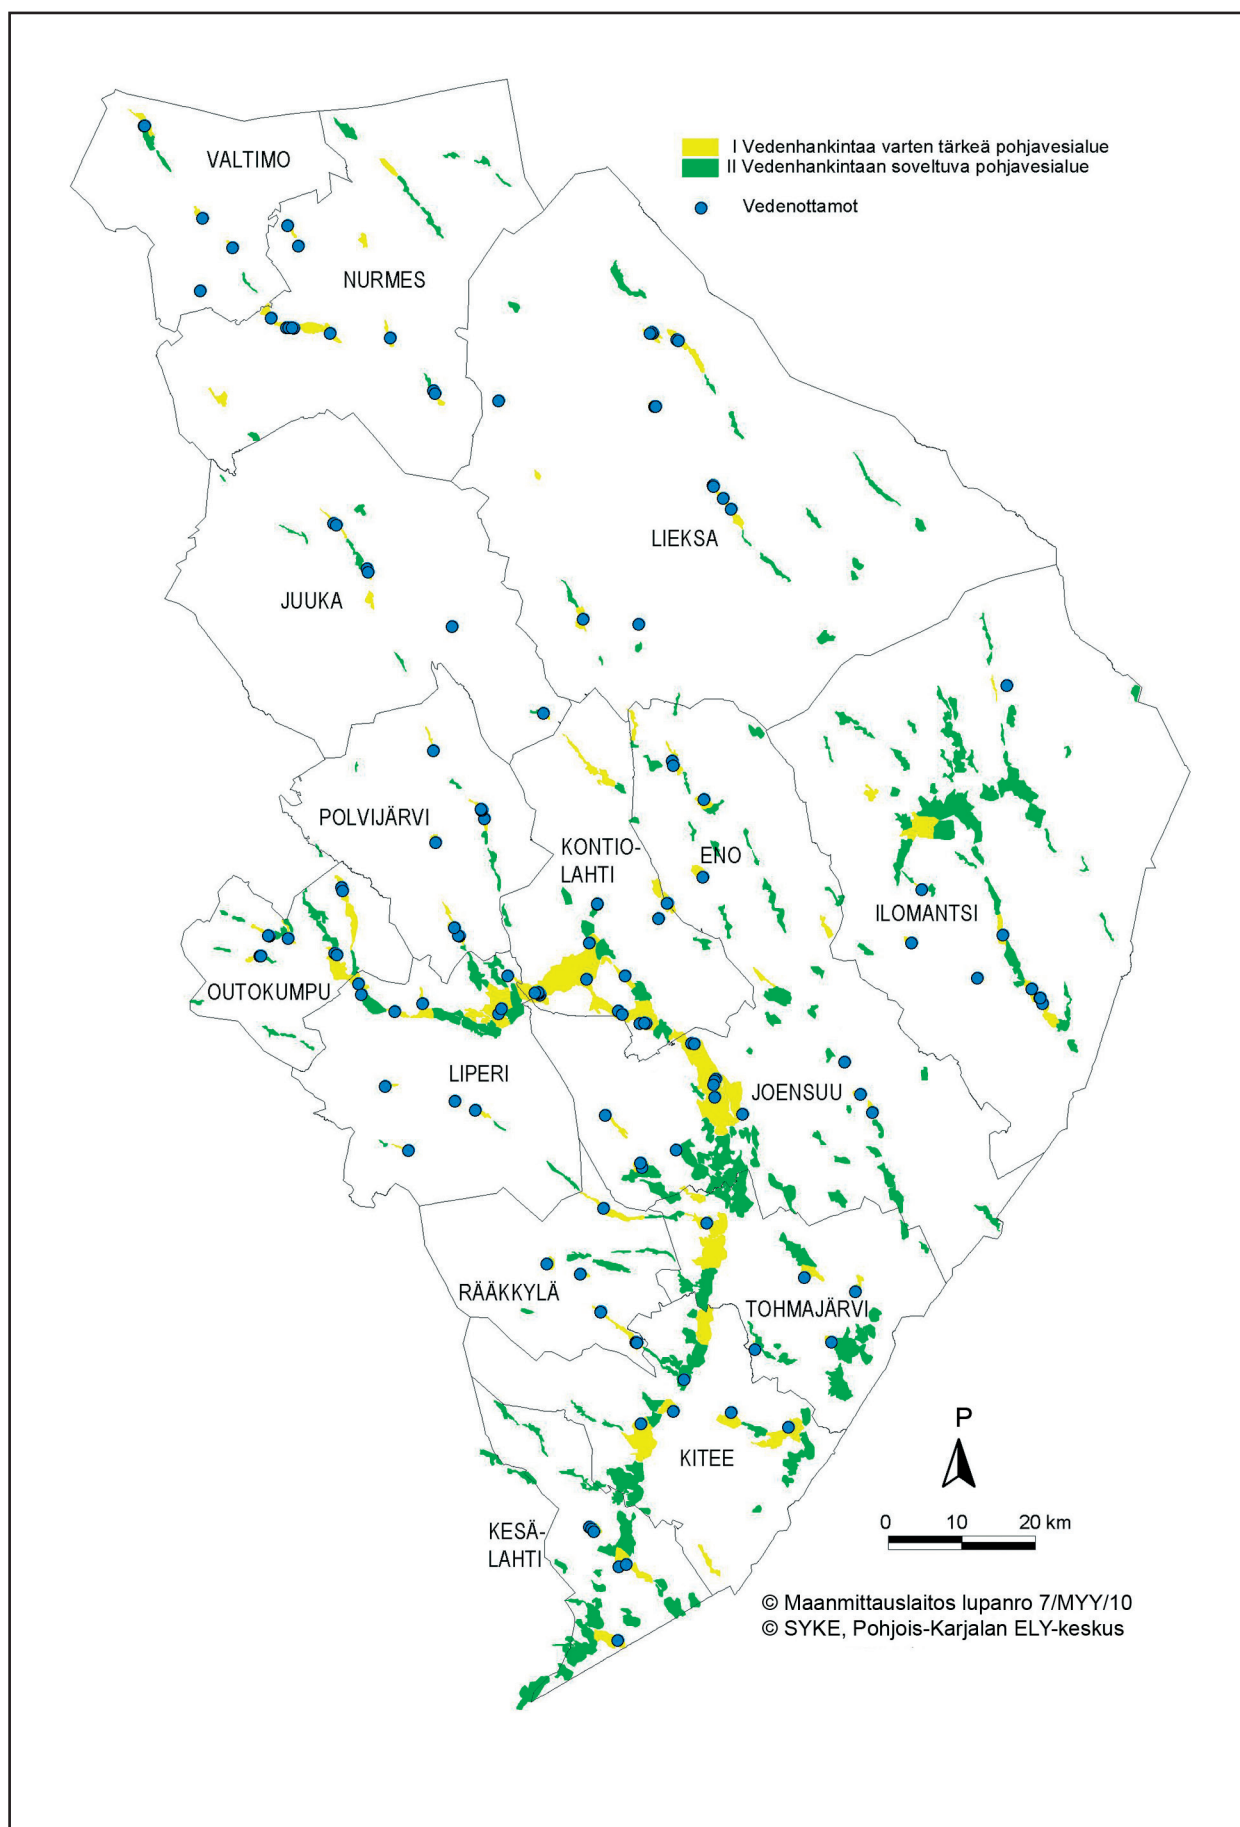 I Vedenhankintaa varten tärkeä pohjavesialue
II Vedenhankintaan soveltuva pohjavesialue
Vedenottamot
VALTIMO
NURMES
LIEKSA
JUUKA
POLVIJÄRVI
KONTIO-
LAHTI
ENO
ILOMANTSI
OUTOKUMPU
LIPERI
JOENSUU
RÄÄKKYLÄ
TOHMAJÄRVI
KITEE
KESÄ-
LAHTI
P
0 10 20 km
© Maanmittauslaitos lupanro 7/MYY/10
© SYKE, Pohjois-Karjalan ELY-keskus